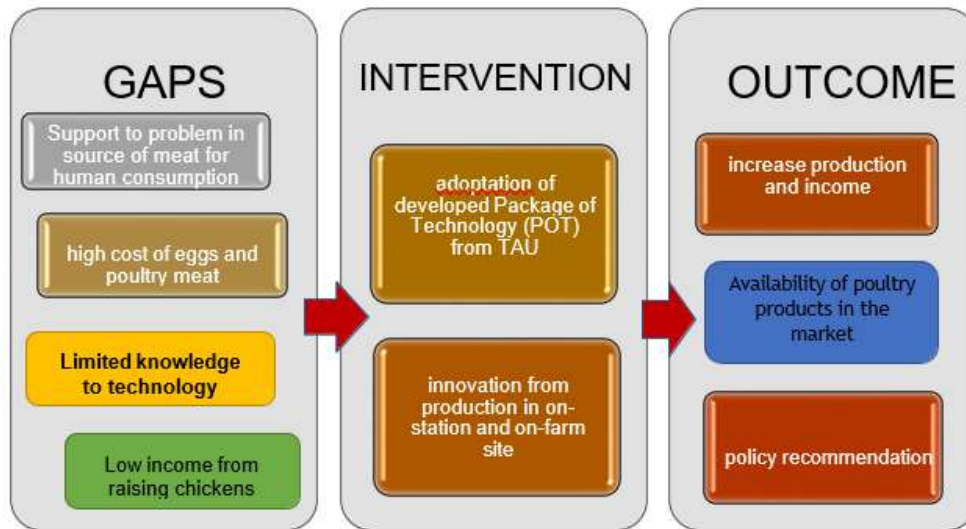 GAPS
Support to problem in
source of meat for
human consumption
high cost of eggs and
poultry meat
Limited knowledge
to technology
Low income from
raising chickens
INTERVENTION
adoptation of
developed Package of
Technology (POT)
from TAU
innovation from
production in on-
station and on-farm
site
OUTCOME
increase production
and income
Availability of poultry
products in the
market
policy recommendation